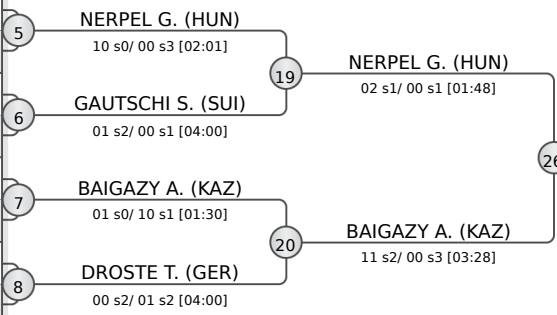 NERPEL G. (HUN)
5
10 s0/ 00 s3 [02:01]
19
NERPEL G. (HUN)
02 s1/ 00 s1 [01:48]
GAUTSCHI S. (SUI)
6
01 s2/ 00 s1 [04:00]
26
BAIGAZY A. (KAZ)
7
01 s0/ 10 s1 [01:30]
20
BAIGAZY A. (KAZ)
11 s2/ 00 s3 [03:28]
DROSTE T. (GER)
8
00 s2/ 01 s2 [04:00]